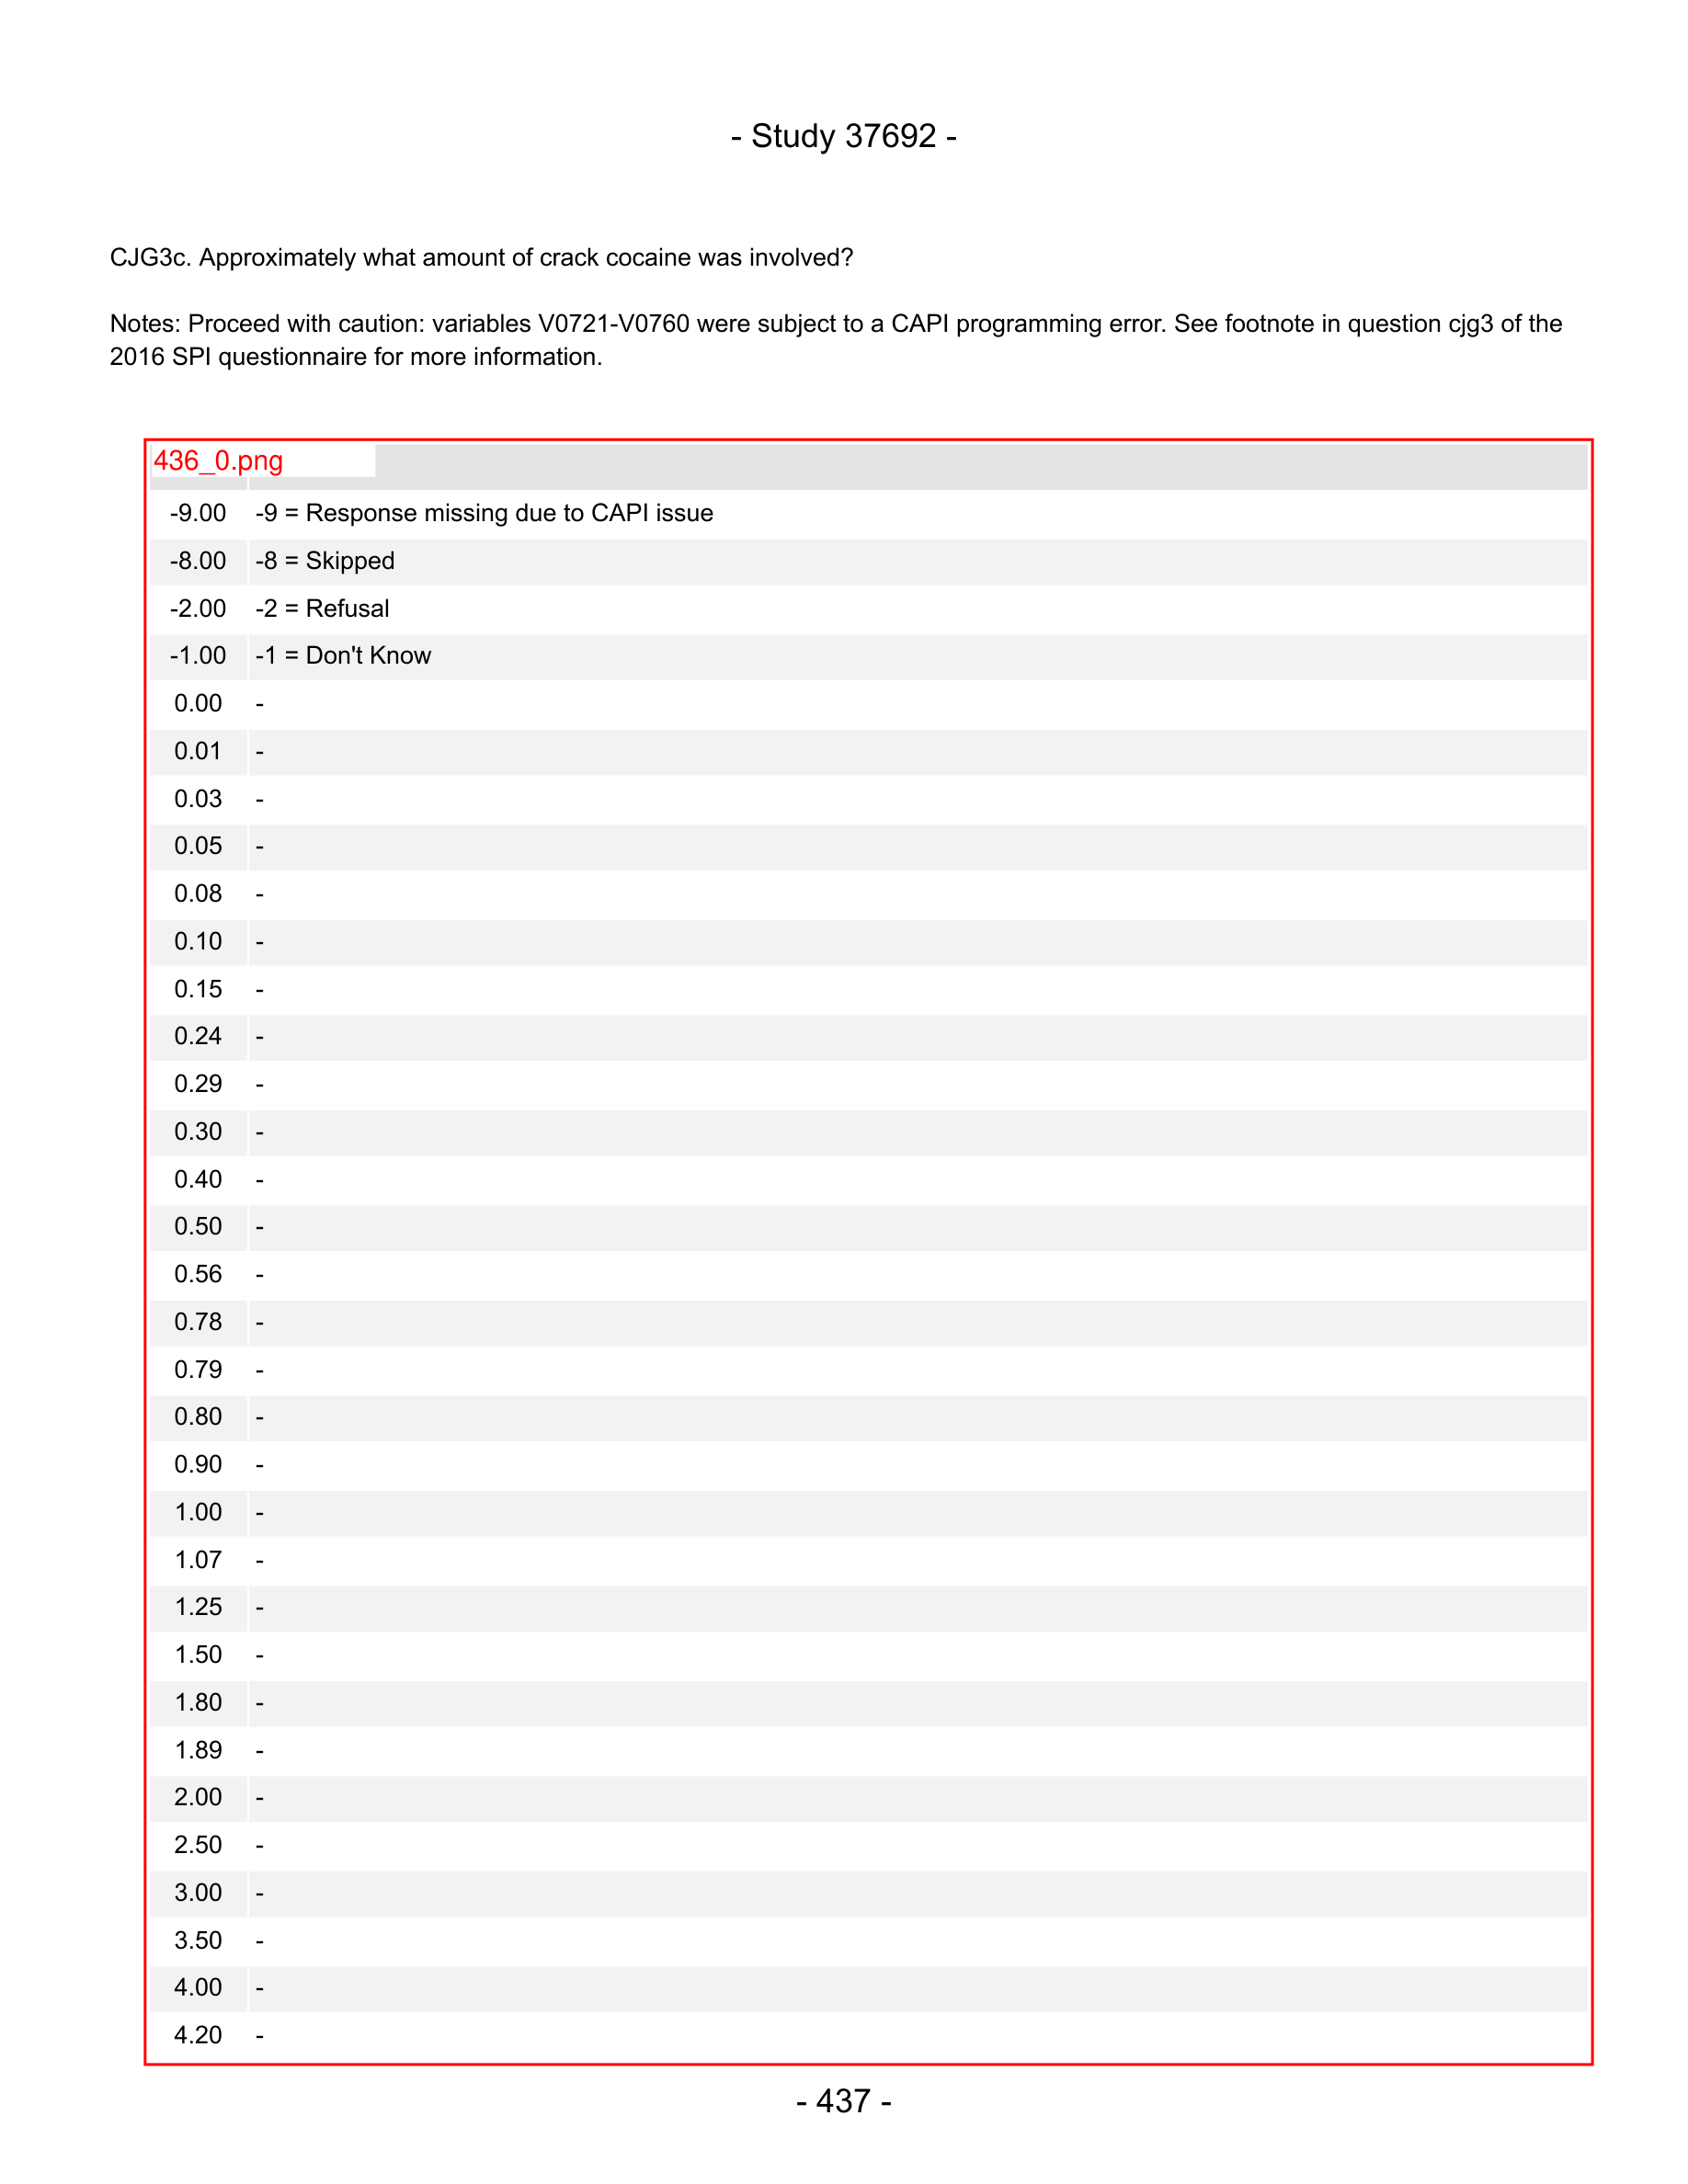 - Study 37692 -
CJG3c. Approximately what amount of crack cocaine was involved?
Notes: Proceed with caution: variables V0721-V0760 were subject to a CAPI programming error. See footnote in question cjg3 of the
2016 SPI questionnaire for more information.
436_0.png
-9.00 -9 = Response missing due to CAPI issue
-8.00 -8 = Skipped
-2.00 -2 = Refusal
-1.00 -1 = Don't Know
0.00 -
0.01 -
0.03 -
0.05 -
0.08 -
0.10 -
0.15 -
0.24 -
0.29 -
0.30 -
0.40 -
0.50 -
0.56 -
0.78 -
0.79 -
0.80 -
0.90 -
1.00 -
1.07 -
1.25 -
1.50 -
1.80 -
1.89 -
2.00 -
2.50 -
3.00 -
3.50 -
4.00 -
4.20 -
- 437 -